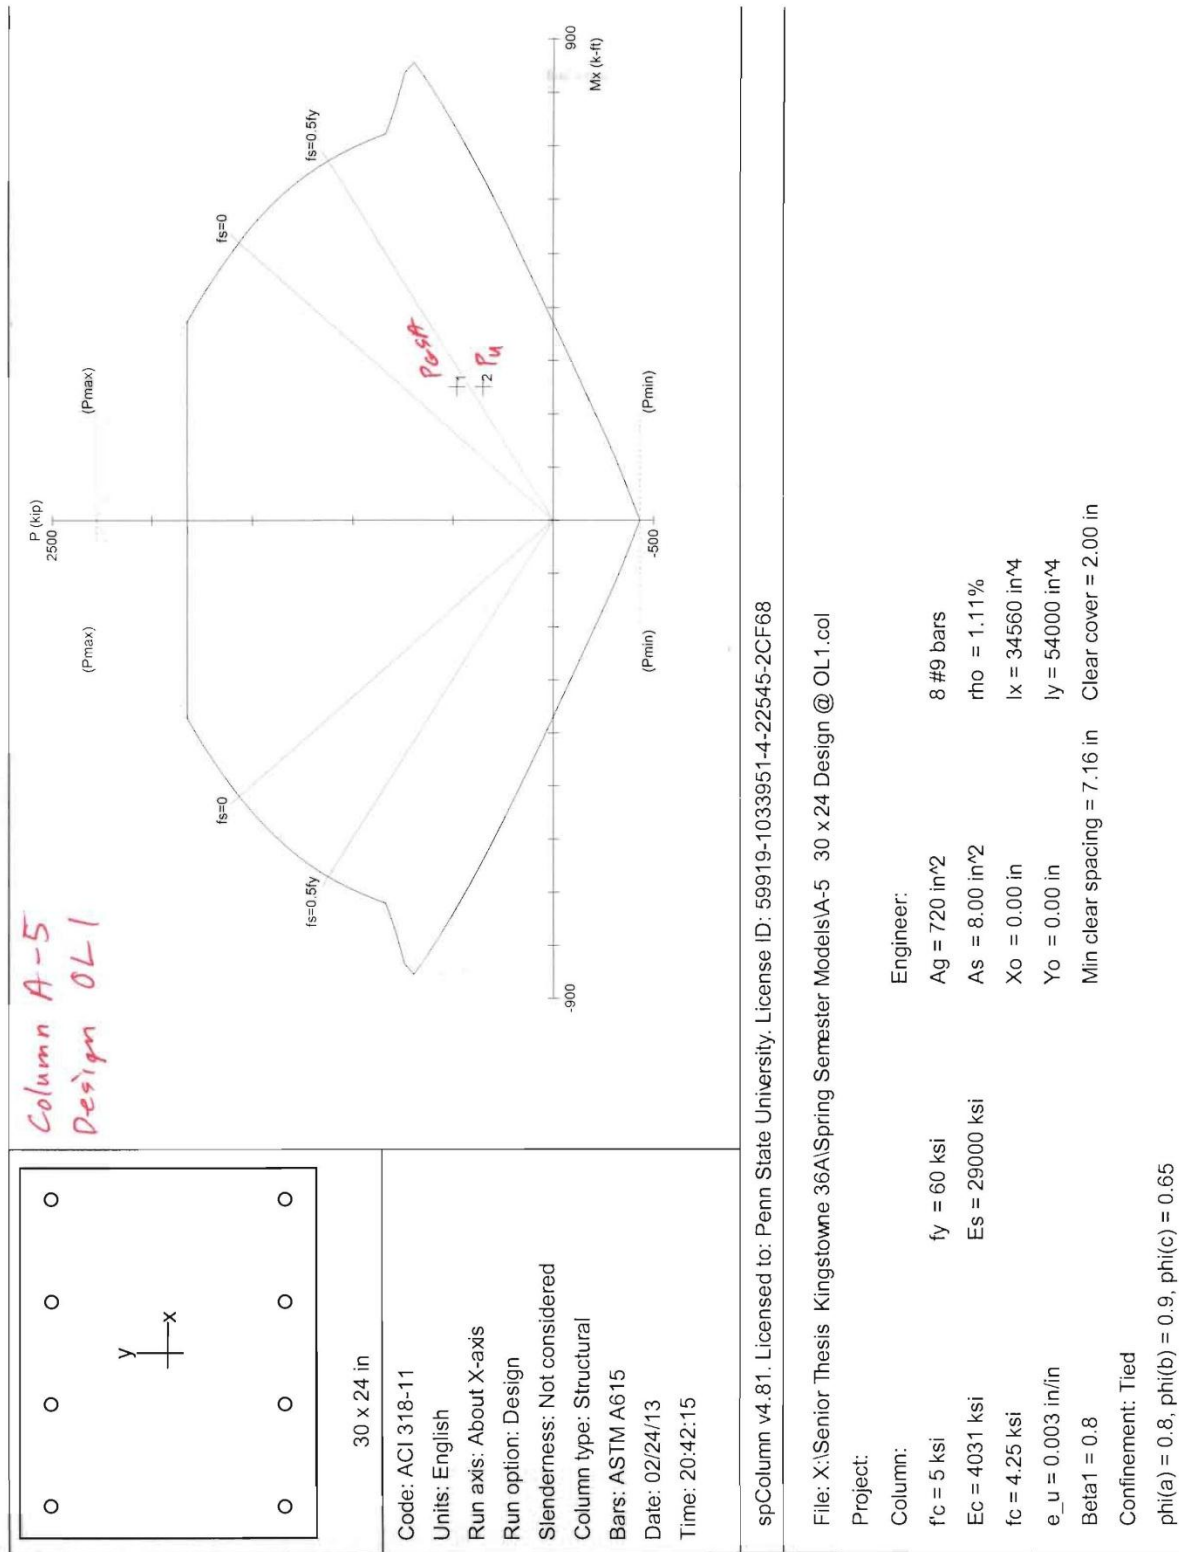 Column A-5
Design OL1
y
x
30 x 24 in
Code: ACI 318-11
Units: English
Run axis: About X-axis
Run option: Design
Slenderness: Not considered
Column type: Structural
Bars: ASTM A615
Date: 02/24/13
Time: 20:42:15
P (kip)
2500
(Pmax)
(Pmax)
fs=0
fs=0
fs=0.5fy
fs=0.5fy
1
2 Pu
-900
900
Mx (k-ft)
(Pmin)
(Pmin)
-500
spColumn v4.81. Licensed to: Penn State University. License ID: 59919-1033951-4-22545-2CF68
File: X:\Senior Thesis Kingstowne 36A\Spring Semester Models\A-5 30 x 24 Design @ OL1.col
Project:
Column: Engineer:
f'c = 5 ksi fy = 60 ksi Ag = 720 in^2 8 #9 bars
Ec = 4031 ksi Es = 29000 ksi As = 8.00 in^2 rho = 1.11%
fc = 4.25 ksi Xo = 0.00 in Ix = 34560 in^4
e_u = 0.003 in/in Yo = 0.00 in Iy = 54000 in^4
Beta1 = 0.8 Min clear spacing = 7.16 in Clear cover = 2.00 in
Confinement: Tied
phi(a) = 0.8, phi(b) = 0.9, phi(c) = 0.65